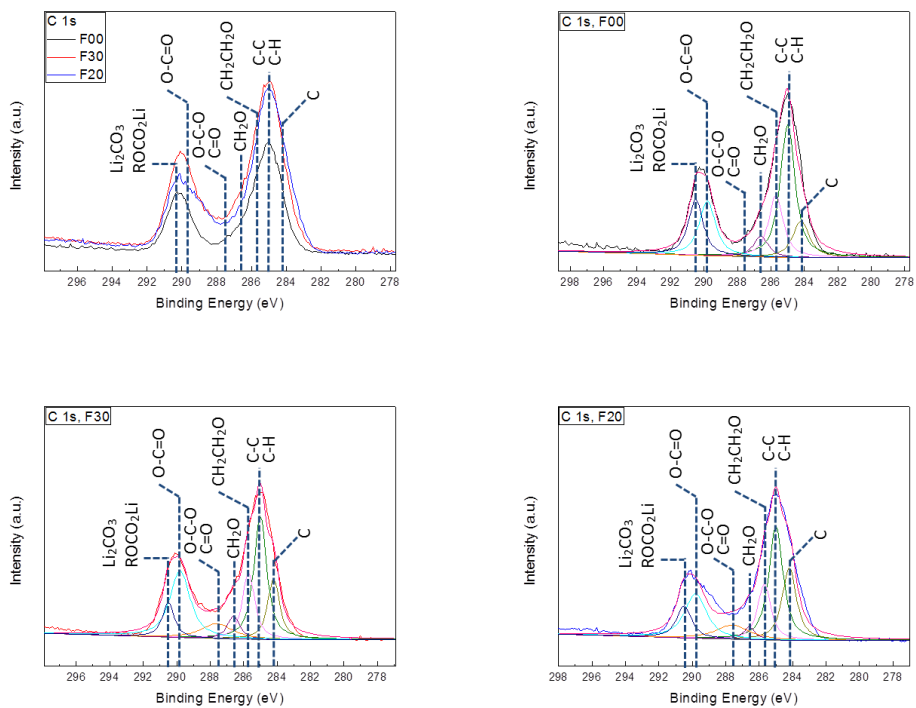 C 1s
F00
F30
F20
O-C=O
Li2CO3
ROCO2Li
O-C-O
C=O
CH2CH2O
CH2O
C-C
C-H
C
Intensity (a.u.)
296 294 292 290 288 286 284 282 280 278
Binding Energy (eV)
C 1s, F00
O-C=O
Li2CO3
ROCO2Li
O-C-O
C=O
CH2CH2O
CH2O
C-C
C-H
C
Intensity (a.u.)
296 294 292 290 288 286 284 282 280 278
Binding Energy (eV)
C 1s, F30
O-C=O
Li2CO3
ROCO2Li
O-C-O
C=O
CH2CH2O
CH2O
C-C
C-H
C
Intensity (a.u.)
296 294 292 290 288 286 284 282 280 278
Binding Energy (eV)
C 1s, F20
O-C=O
Li2CO3
ROCO2Li
O-C-O
C=O
CH2CH2O
CH2O
C-C
C-H
C
Intensity (a.u.)
298 296 294 292 290 288 286 284 282 280 278
Binding Energy (eV)